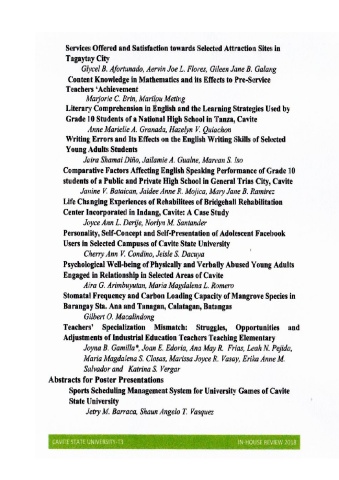 Services Offered and Satisfaction towards Selected Attraction Sites in
Tagaytay City
Glycel B. Afortunado, Aervin Joe L. Flores, Gileen Jane B. Galang
Content Knowledge in Mathematics and its Effects to Pre-Service
Teachers 'Achievement
Marjorie C. Brin, Marilou Meting
Literary Comprehension in English and the Learning Strategies Used by
Grade 10 Students of a National High School in Tanza, Cavite
Anne Marielie A. Granada, Hazelyn V. Quiachon
Writing Errors and Its Effects on the English Writing Skills of Selected
Young Adults Students
Jaira Shamai Diño, Jailamie A. Gualne, Marvan S. Iso
Comparative Factors Affecting English Speaking Performance of Grade 10
students of a Public and Private High School in General Trias City, Cavite
Janine V. Bataican, Jaidee Anne R. Mojica, Mary Jane B. Ramirez
Life Changing Experiences of Rehabilitees of Bridgehall Rehabilitation
Center Incorporated in Indang, Cavite: A Case Study
Joyce Ann L. Derije, Norlyn M. Santander
Personality, Self-Concept and Self-Presentation of Adolescent Facebook
Users in Selected Campuses of Cavite State University
Cherry Ann V. Condino, Jeisle S. Dacuya
Psychological Well-being of Physically and Verbally Abused Young Adults
Engaged in Relationship in Selected Areas of Cavite
Aira G. Arimbuyutan, Maria Magdalena L. Romero
Stomatal Frequency and Carbon Loading Capacity of Mangrove Species in
Barangay Sta. Ana and Tanagan, Calatagan, Batangas
Gilbert O. Macalindong
Teachers' Specialization Mismatch: Struggles, Opportunities and
Adjustments of Industrial Education Teachers Teaching Elementary
Joyna B. Gamilla*, Joan E. Edoria, Ana May R. Frias, Leah N. Pejida,
Maria Magdalena S. Closas, Marissa Joyce R. Vasay, Erika Anne M.
Salvador and Katrina S. Vergar
Abstracts for Poster Presentations
Sports Scheduling Management System for University Games of Cavite
State University
Jetry M. Barraca, Shaun Angelo T. Vasquez
CAVITE STATE UNIVERSITY-T3 IN-HOUSE REVIEW 2018